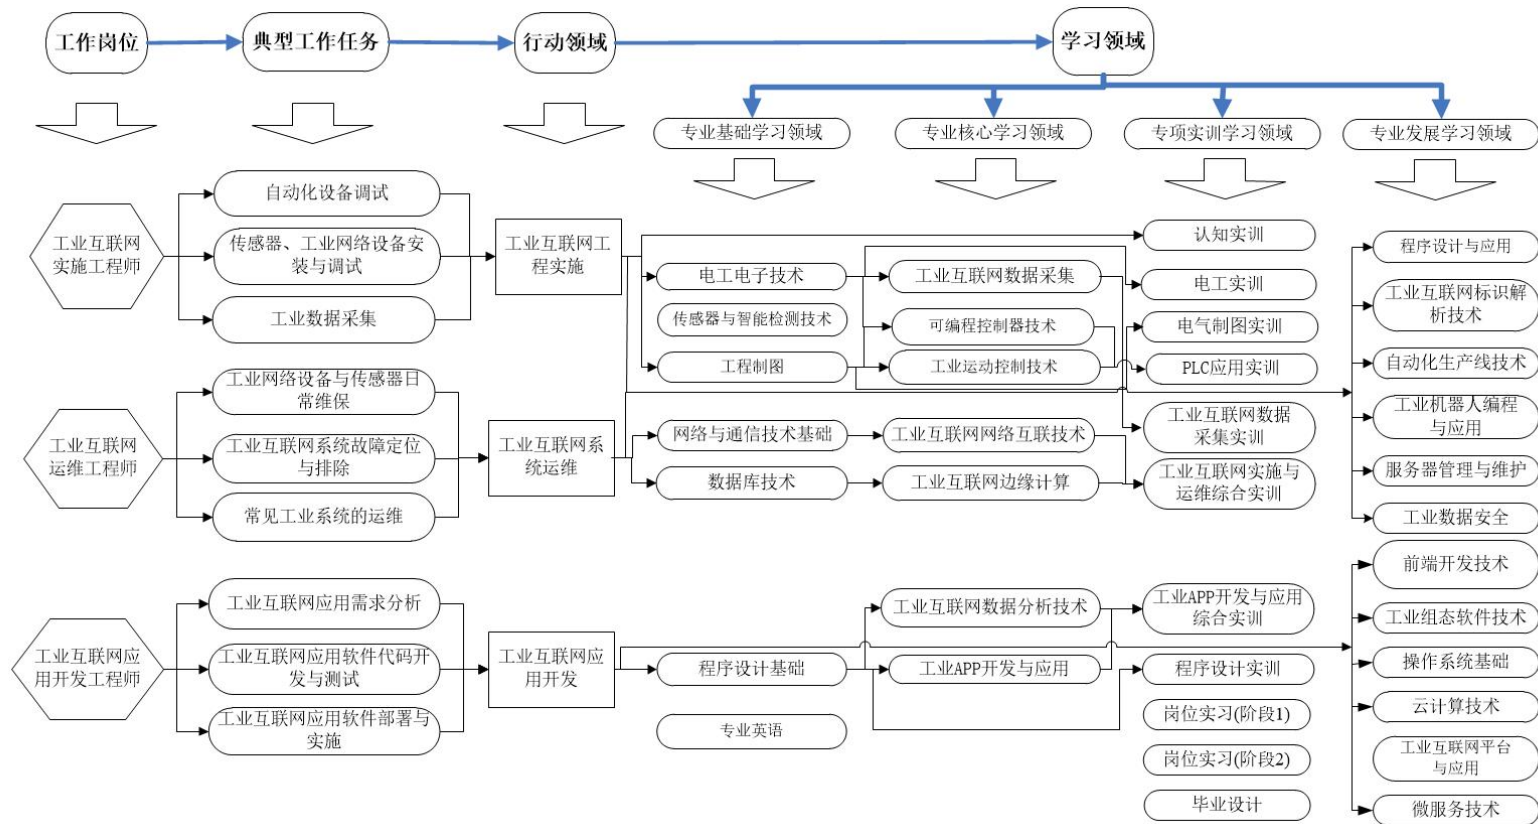 工作岗位
典型工作任务
行动领域
学习领域
专业基础学习领域
专业核心学习领域
专项实训学习领域
专业发展学习领域
工业互联网
实施工程师
自动化设备调试
传感器、工业网络设备安
装与调试
工业数据采集
工业互联网工
程实施
电工电子技术
传感器与智能检测技术
工程制图
工业互联网数据采集
可编程控制器技术
工业运动控制技术
认知实训
电工实训
电气制图实训
PLC应用实训
程序设计与应用
工业互联网标识解
析技术
自动化生产线技术
工业机器人编程
与应用
服务器管理与维护
工业数据安全
工业互联网
运维工程师
工业网络设备与传感器日
常维保
工业互联网系统故障定位
与排除
常见工业系统的运维
工业互联网系
统运维
网络与通信技术基础
数据库技术
工业互联网网络互联技术
工业互联网边缘计算
工业互联网数据
采集实训
工业互联网实施与
运维综合实训
工业互联网应
用开发工程师
工业互联网应用需求分析
工业互联网应用软件代码开
发与测试
工业互联网应用软件部署与
实施
工业互联网应
用开发
程序设计基础
专业英语
工业互联网数据分析技术
工业APP开发与应用
工业APP开发与应用
综合实训
程序设计实训
岗位实习(阶段1)
岗位实习(阶段2)
毕业设计
前端开发技术
工业组态软件技术
操作系统基础
云计算技术
工业互联网平台
与应用
微服务技术